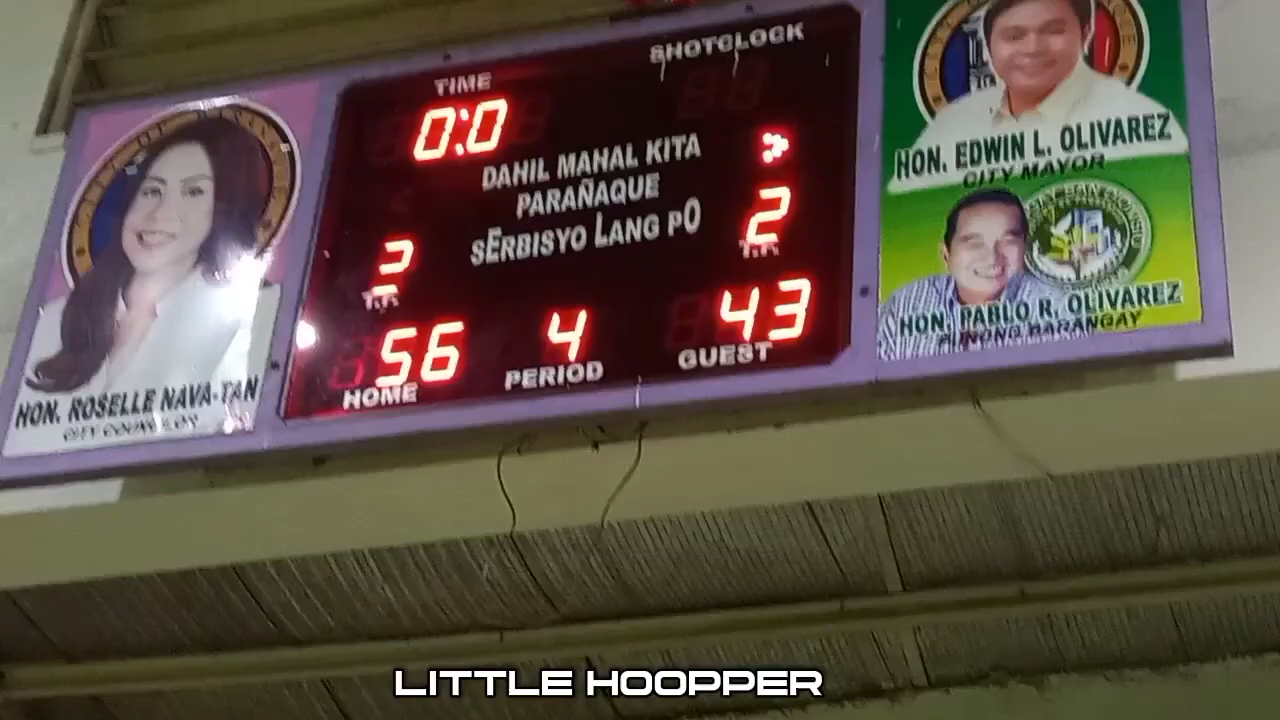 TIME
SHOTCLOCK
0:0
DAHIL MAHAL KITA
PARAÑAQUE
SERBISYO LANG PO
2
2
56
4
43
HOME
PERIOD
GUEST
HON. ROSELLE NAVA-TAN
CITY COUNCILOR
HON. EDWIN L. OLIVAREZ
CITY MAYOR
HON. PABLO R. OLIVAREZ
PUNONG BARANGAY
LITTLE HOOPPER